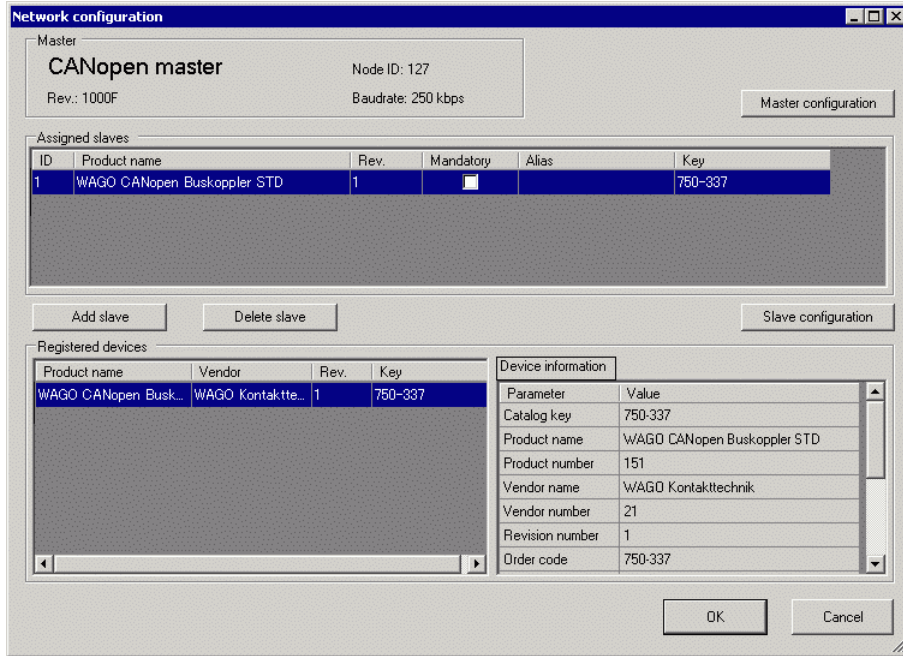 Network configuration
Master
CANopen master
Node ID: 127
Rev.: 1000F
Baudrate: 250 kbps
Master configuration
Assigned slaves
ID Product name Rev. Mandatory Alias Key
1 WAGO CANopen Buskoppler STD 1 750-337
Add slave Delete slave Slave configuration
Registered devices
Product name Vendor Rev. Key
WAGO CANopen Busk... WAGO Kontaktte... 1 750-337
Device information
Parameter Value
Catalog key 750-337
Product name WAGO CANopen Buskoppler STD
Product number 151
Vendor name WAGO Kontakttechnik
Vendor number 21
Revision number 1
Order code 750-337
OK Cancel